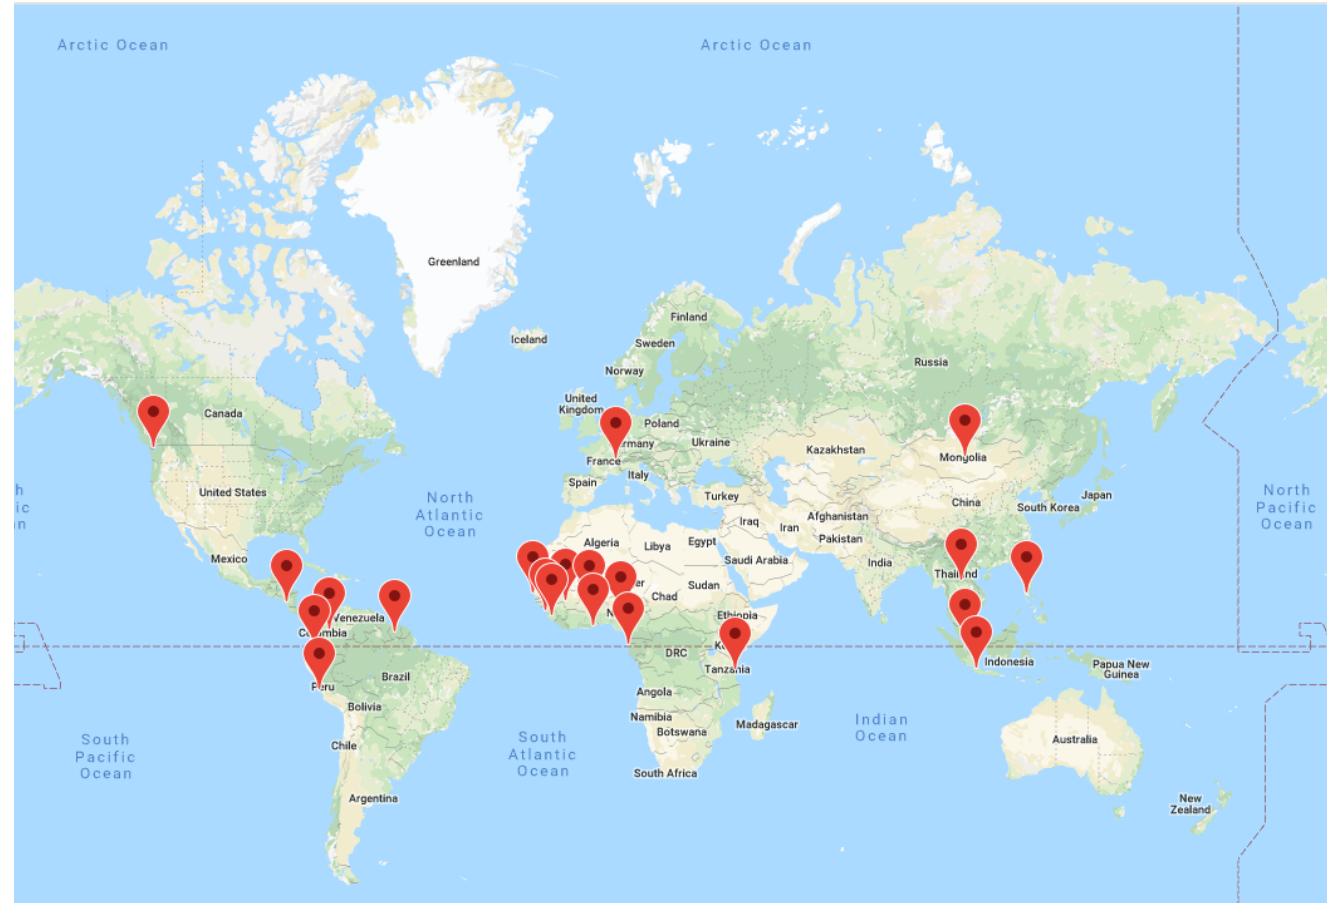 Arctic Ocean
Arctic Ocean
Greenland
Iceland
Finland
Sweden
Norway
Russia
United
Kingdom
Canada
Poland
Ukraine
Kazakhstan
Mongolia
France
Italy
Spain
Turkey
United States
North
Atlantic
Ocean
China
Japan
South Korea
North
Pacific
Ocean
Iraq
Iran
Afghanistan
Pakistan
Algeria
Libya
Egypt
Saudi Arabia
India
Mexico
Thailand
Sudan
Chad
Ethiopia
DRC
Tanzania
Indonesia
Papua New
Guinea
Brazil
Peru
Bolivia
Angola
Namibia
Botswana
Madagascar
Indian
Ocean
South
Pacific
Ocean
Chile
South
Atlantic
Ocean
Australia
South Africa
Argentina
New
Zealand